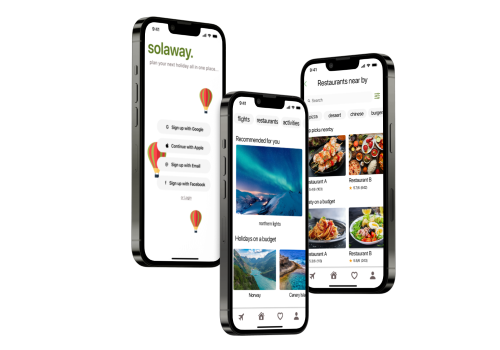 9:41
solaway.
plan your next holiday all in one place...
Sign up with Google
Continue with Apple
Sign up with Email
Sign up with Facebook
9:41
flights restaurants activities
Recommended for you
northern lights
Holidays on a budget
Norway
Canary Isla
9:41
Restaurants near by
Search
dessert chinese burger
picks nearby
Restaurant A
Restaurant B
on a budget
Restaurant A
Restaurant B